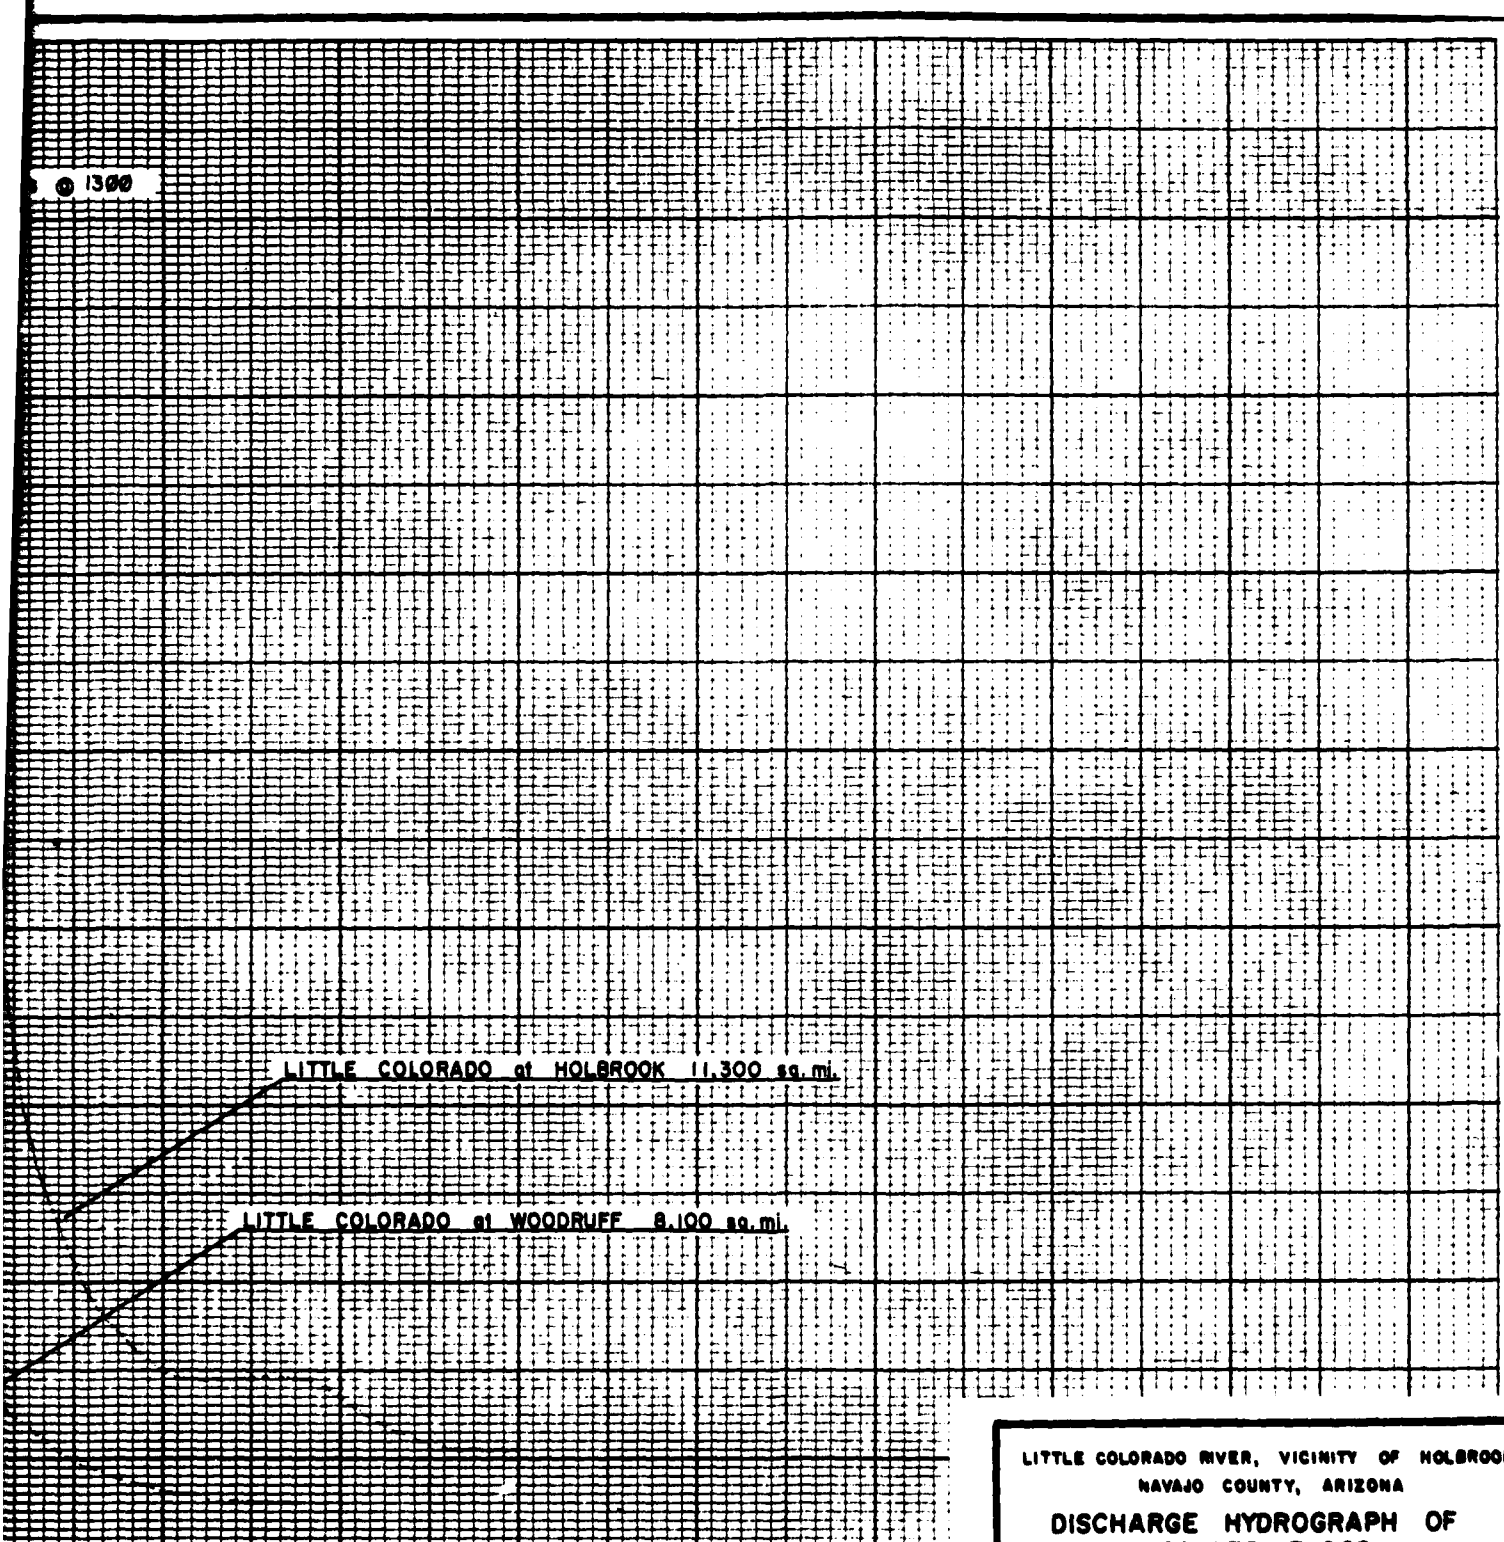 @ 1300
LITTLE COLORADO at HOLBROOK 11,300 sq. mi.
LITTLE COLORADO at WOODRUFF 8,100 sq. mi.
LITTLE COLORADO RIVER, VICINITY OF HOLBROOK
NAVAJO COUNTY, ARIZONA
DISCHARGE HYDROGRAPH OF